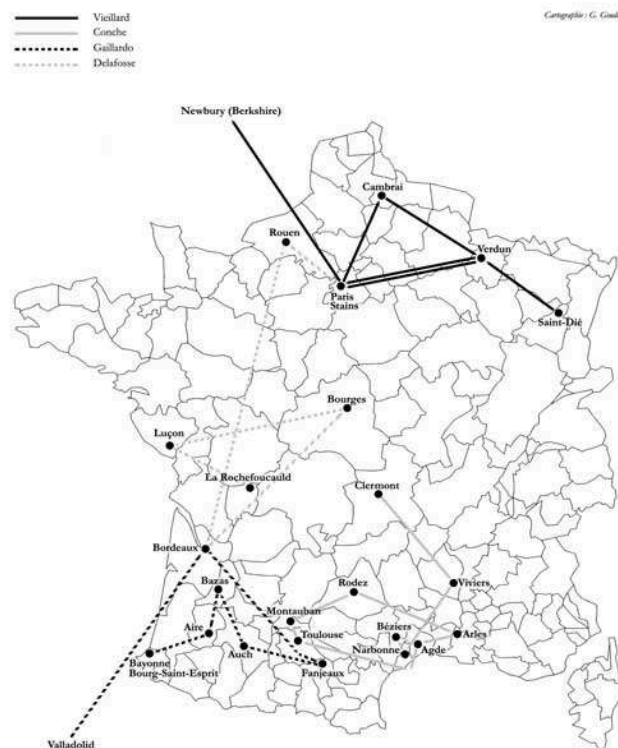 Vieillard
Conche
Gaillardo
Delafosse
Cartographie : G. Goudot
Newbury (Berkshire)
Cambrai
Rouen
Verdun
Paris
Stains
Saint-Dié
Bourges
Luçon
La Rochefoucauld
Clermont
Bordeaux
Bazas
Rodez
Viviers
Montauban
Aire
Toulouse
Béziers
Arles
Auch
Narbonne
Agde
Bayonne
Bourg-Saint-Esprit
Fanjeaux
Valladolid